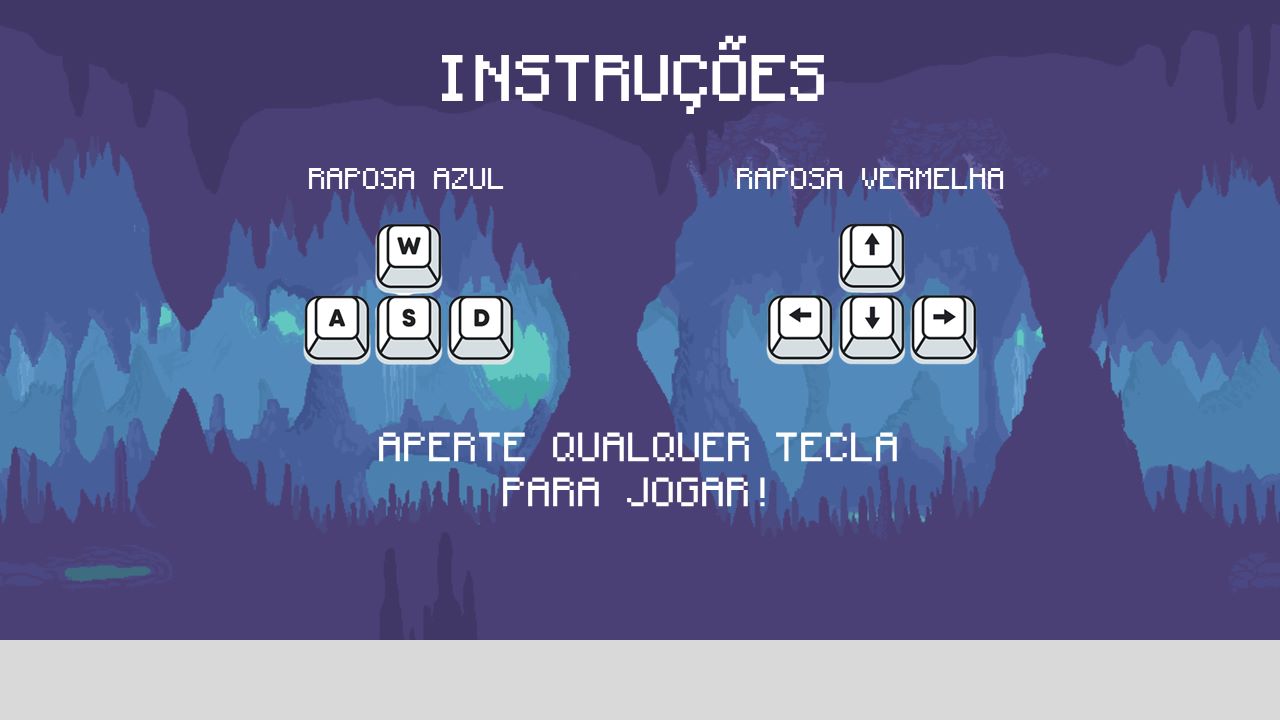 INSTRUÇÕES
RAPOSA AZUL
RAPOSA VERMELHA
W
↑
A S D
← ↓ →
APERTE QUALQUER TECLA
PARA JOGAR!